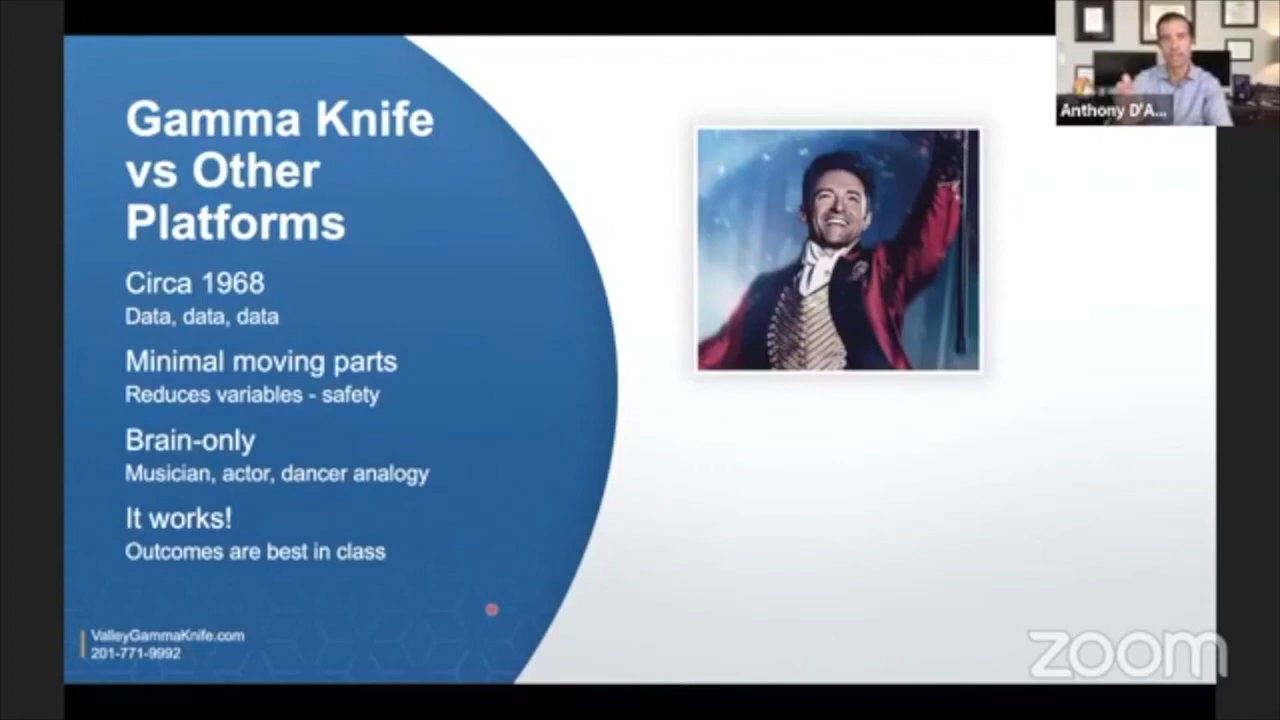 Gamma Knife
vs Other
Platforms
Circa 1968
Data, data, data
Minimal moving parts
Reduces variables - safety
Brain-only
Musician, actor, dancer analogy
It works!
Outcomes are best in class
ValleyGammaKnife.com
201-771-9992
Anthony D'A...
zoom